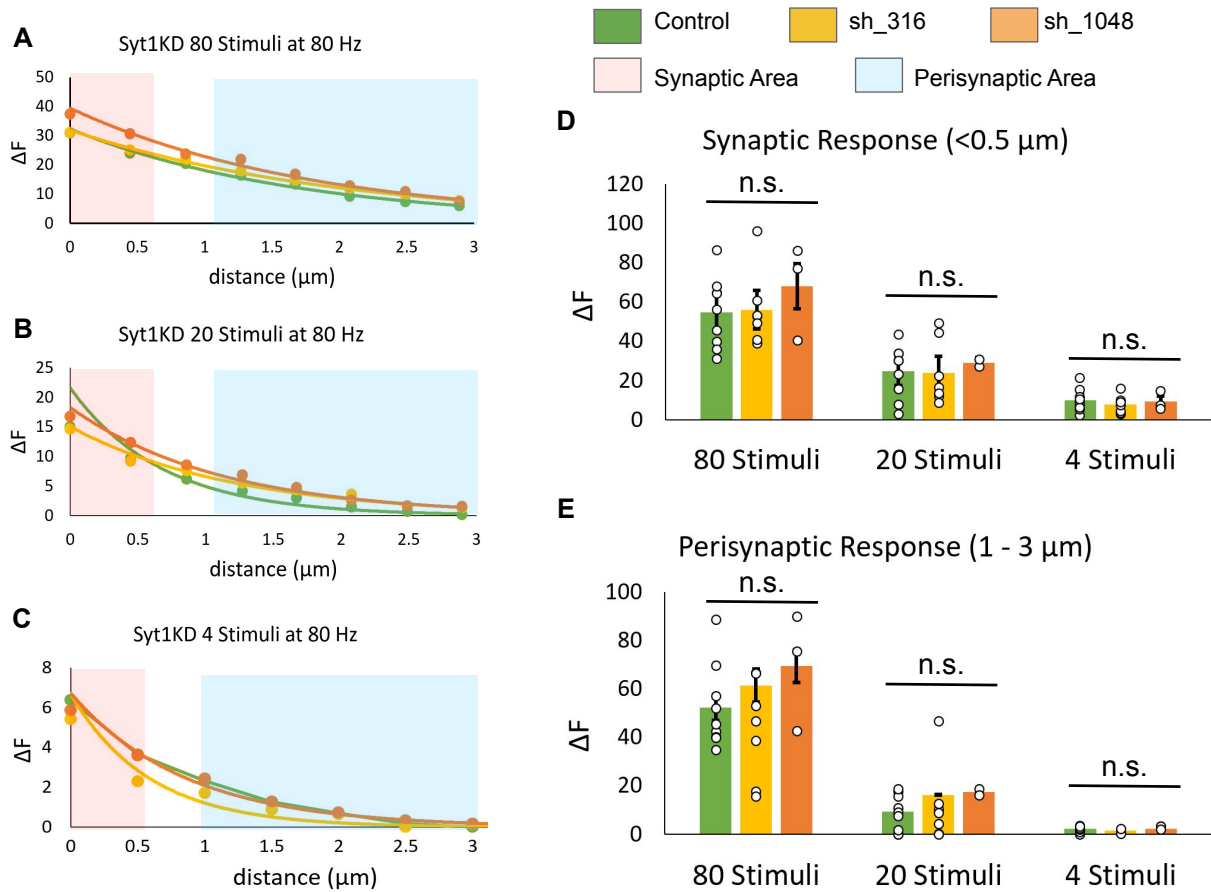 Control
sh_316
sh_1048
Synaptic Area
Perisynaptic Area
A
Syt1KD 80 Stimuli at 80 Hz
50
40
30
20
10
0
ΔF
0 0.5 1 1.5 2 2.5 3
distance (µm)
B
Syt1KD 20 Stimuli at 80 Hz
25
20
15
10
5
0
ΔF
0 0.5 1 1.5 2 2.5 3
distance (µm)
C
Syt1KD 4 Stimuli at 80 Hz
8
6
4
2
0
ΔF
0 0.5 1 1.5 2 2.5 3
distance (µm)
D
Synaptic Response (<0.5 µm)
120
100
80
60
40
20
0
ΔF
n.s.
n.s.
n.s.
80 Stimuli 20 Stimuli 4 Stimuli
E
Perisynaptic Response (1 - 3 µm)
100
80
60
40
20
0
ΔF
n.s.
n.s.
n.s.
80 Stimuli 20 Stimuli 4 Stimuli